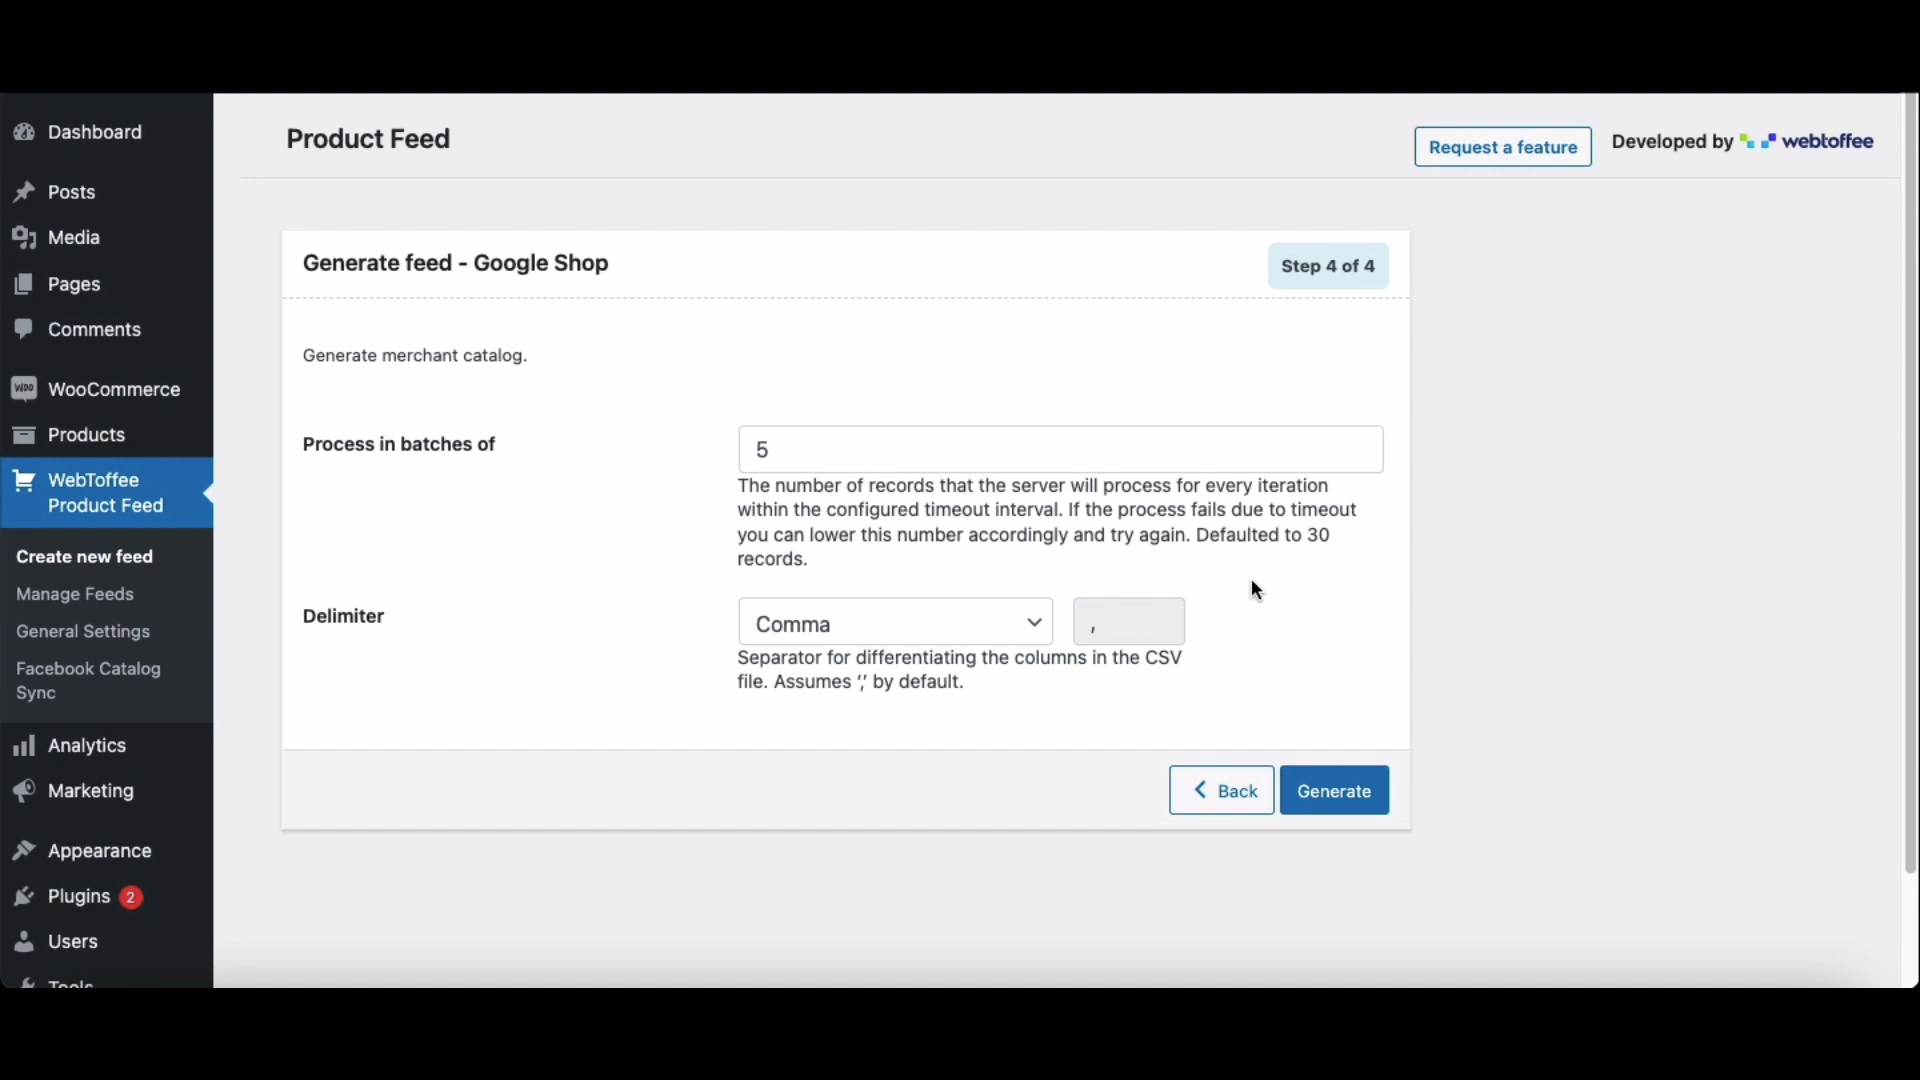 Dashboard
Posts
Media
Pages
Comments
WOO WooCommerce
Products
WebToffee
Product Feed
Create new feed
Manage Feeds
General Settings
Facebook Catalog
Sync
Analytics
Marketing
Appearance
Plugins 2
Users
Tools
Product Feed
Request a feature
Developed by webtoffee
Generate feed - Google Shop
Step 4 of 4
Generate merchant catalog.
Process in batches of
5
The number of records that the server will process for every iteration
within the configured timeout interval. If the process fails due to timeout
you can lower this number accordingly and try again. Defaulted to 30
records.
Delimiter
Comma
,
Separator for differentiating the columns in the CSV
file. Assumes ‘,’ by default.
Back
Generate